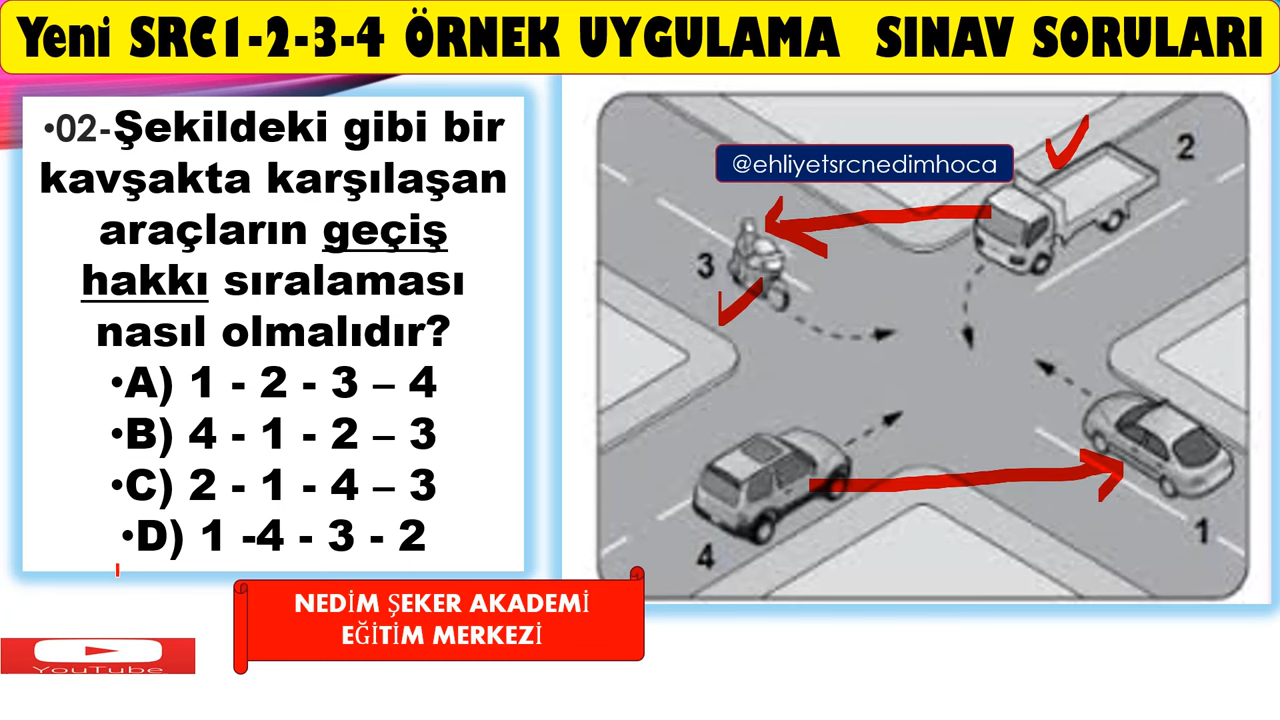 Yeni SRC1-2-3-4 ÖRNEK UYGULAMA SINAV SORULARI
•02-Şekildeki gibi bir
kavşakta karşılaşan
araçların geçiş
hakkı sıralaması
nasıl olmalıdır?
•A) 1 - 2 - 3 – 4
•B) 4 - 1 - 2 – 3
•C) 2 - 1 - 4 – 3
•D) 1 -4 - 3 - 2
@ehliyetsrcnedimhoca
2
3
1
4
NEDİM ŞEKER AKADEMİ
EĞİTİM MERKEZİ
YouTube